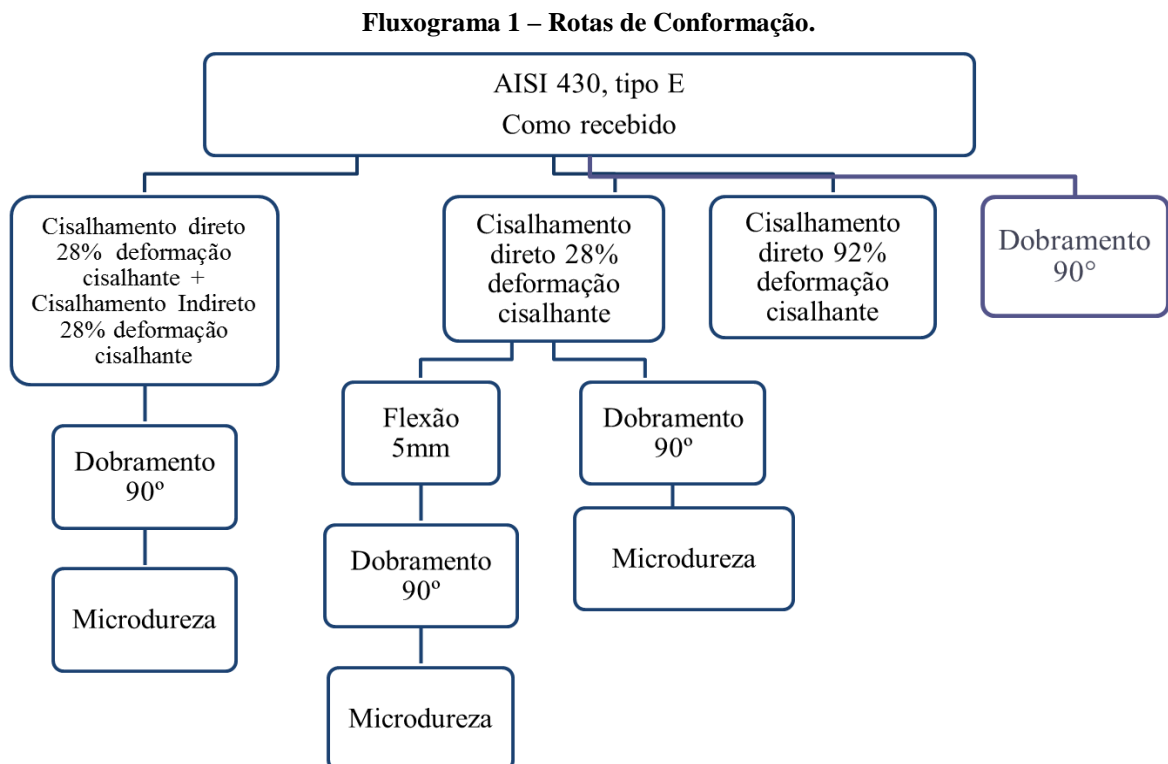 Fluxograma 1 – Rotas de Conformação.
AISI 430, tipo E
Como recebido
Cisalhamento direto
28% deformação
cisalhante +
Cisalhamento Indireto
28% deformação
cisalhante
Cisalhamento
direto 28%
deformação
cisalhante
Cisalhamento
direto 92%
deformação
cisalhante
Dobramento
90°
Dobramento
90º
Microdureza
Flexão
5mm
Dobramento
90º
Microdureza
Dobramento
90º
Microdureza